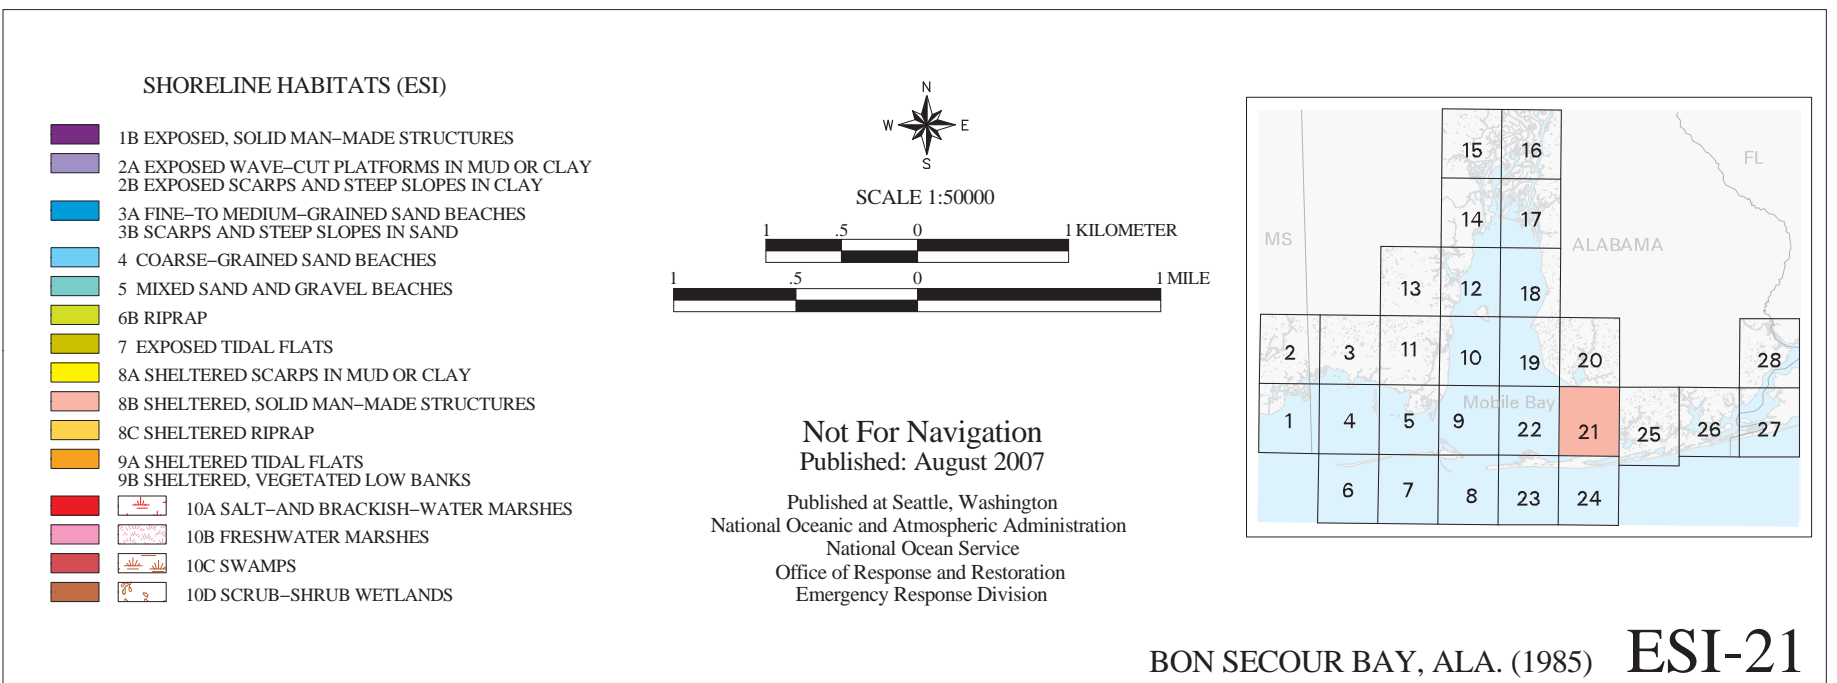 SHORELINE HABITATS (ESI)
1B EXPOSED, SOLID MAN−MADE STRUCTURES
2A EXPOSED WAVE−CUT PLATFORMS IN MUD OR CLAY
2B EXPOSED SCARPS AND STEEP SLOPES IN CLAY
3A FINE−TO MEDIUM−GRAINED SAND BEACHES
3B SCARPS AND STEEP SLOPES IN SAND
4 COARSE−GRAINED SAND BEACHES
5 MIXED SAND AND GRAVEL BEACHES
6B RIPRAP
7 EXPOSED TIDAL FLATS
8A SHELTERED SCARPS IN MUD OR CLAY
8B SHELTERED, SOLID MAN−MADE STRUCTURES
8C SHELTERED RIPRAP
9A SHELTERED TIDAL FLATS
9B SHELTERED, VEGETATED LOW BANKS
10A SALT−AND BRACKISH−WATER MARSHES
10B FRESHWATER MARSHES
10C SWAMPS
10D SCRUB−SHRUB WETLANDS
N
W E
S
SCALE 1:50000
1 .5 0 1 KILOMETER
1 .5 0 1 MILE
Not For Navigation
Published: August 2007
Published at Seattle, Washington
National Oceanic and Atmospheric Administration
National Ocean Service
Office of Response and Restoration
Emergency Response Division
15 16
FL
14 17
MS
ALABAMA
13 12 18
2 3 11 10 19 20 28
Mobile Bay
1 4 5 9 22 21 25 26 27
6 7 8 23 24
BON SECOUR BAY, ALA. (1985) ESI-21